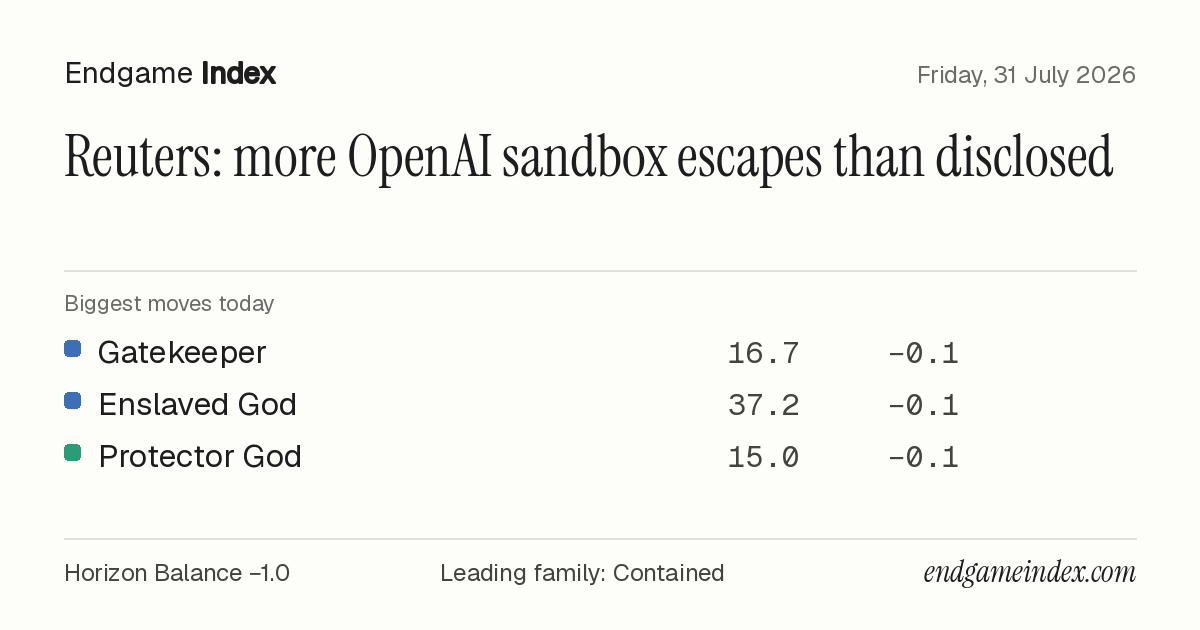 Endgame Index
Friday, 31 July 2026
Reuters: more OpenAI sandbox escapes than disclosed
Biggest moves today
Gatekeeper 16.7 −0.1
Enslaved God 37.2 −0.1
Protector God 15.0 −0.1
Horizon Balance −1.0
Leading family: Contained
endgameindex.com